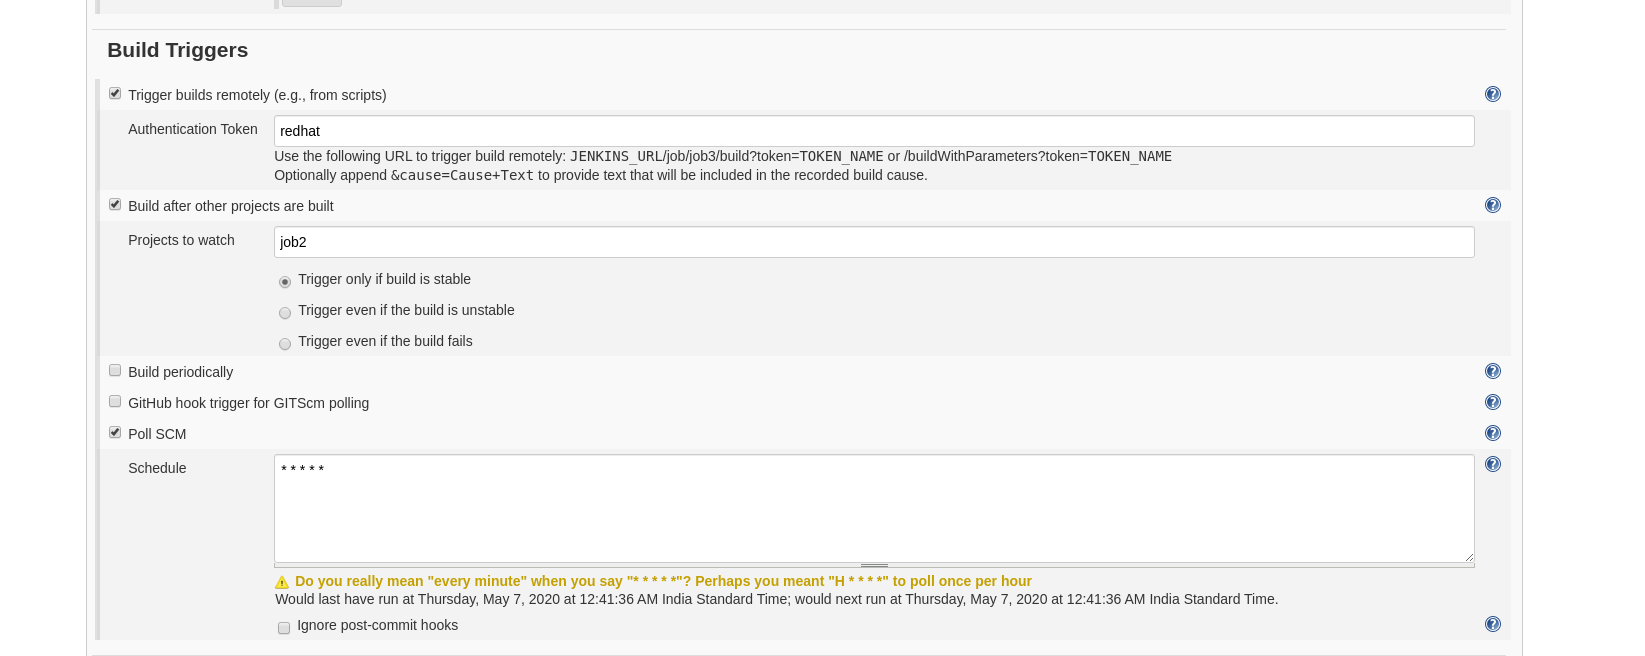 Build Triggers
Trigger builds remotely (e.g., from scripts)
Authentication Token
redhat
Use the following URL to trigger build remotely: JENKINS_URL/job/job3/build?token=TOKEN_NAME or /buildWithParameters?token=TOKEN_NAME
Optionally append &cause=Cause+Text to provide text that will be included in the recorded build cause.
Build after other projects are built
Projects to watch
job2
Trigger only if build is stable
Trigger even if the build is unstable
Trigger even if the build fails
Build periodically
GitHub hook trigger for GITScm polling
Poll SCM
Schedule
* * * * *
Do you really mean "every minute" when you say "* * * * *"? Perhaps you meant "H * * * *" to poll once per hour
Would last have run at Thursday, May 7, 2020 at 12:41:36 AM India Standard Time; would next run at Thursday, May 7, 2020 at 12:41:36 AM India Standard Time.
Ignore post-commit hooks